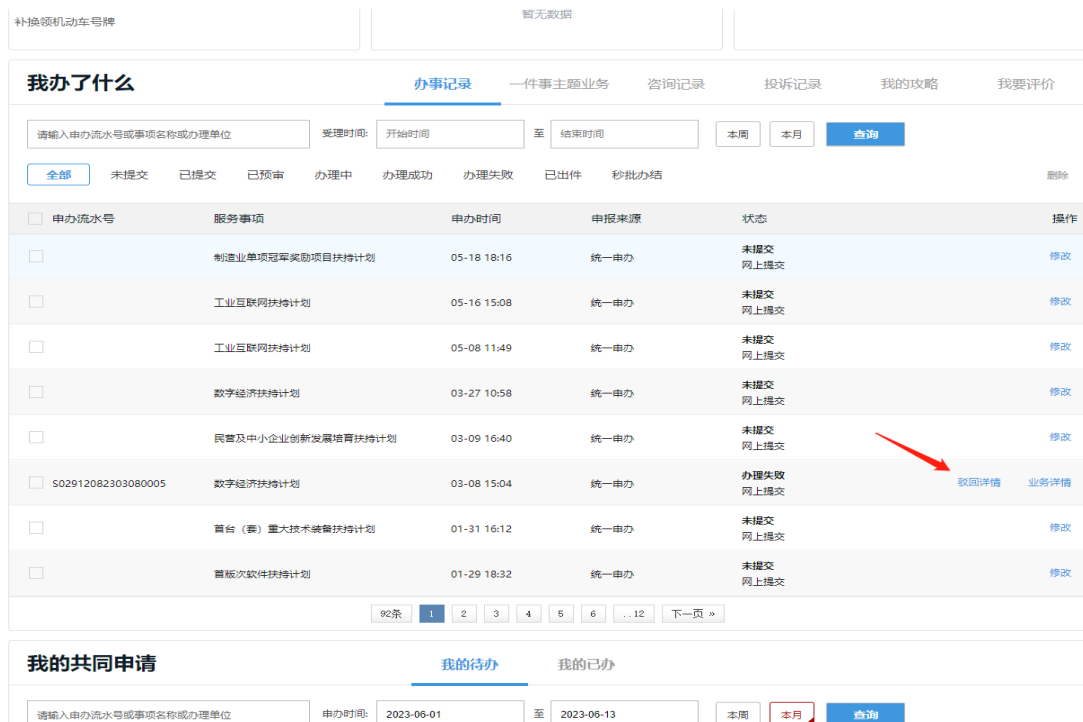 补换领机动车号牌
暂无数据
我办了什么 办事记录 一件事主题业务 咨询记录 投诉记录 我的攻略 我要评价
请输入申办流水号或事项名称或办理单位 受理时间: 开始时间 至 结束时间 本周 本月 查询
全部 未提交 已提交 已预审 办理中 办理成功 办理失败 已出件 秒批办结 删除
申办流水号 服务事项 申办时间 申报来源 状态 操作
制造业单项冠军奖励项目扶持计划 05-18 18:16 统一申办 未提交 网上提交 修改
工业互联网扶持计划 05-16 15:08 统一申办 未提交 网上提交 修改
工业互联网扶持计划 05-08 11:49 统一申办 未提交 网上提交 修改
数字经济扶持计划 03-27 10:58 统一申办 未提交 网上提交 修改
民营及中小企业创新发展培育扶持计划 03-09 16:40 统一申办 未提交 网上提交 修改
S02912082303080005 数字经济扶持计划 03-08 15:04 统一申办 办理失败 网上提交 驳回详情 业务详情
首台（套）重大技术装备扶持计划 01-31 16:12 统一申办 未提交 网上提交 修改
首版次软件扶持计划 01-29 18:32 统一申办 未提交 网上提交 修改
92条 1 2 3 4 5 6 ..12 下一页 »
我的共同申请 我的待办 我的已办
请输入申办流水号或事项名称或办理单位 申办时间: 2023-06-01 至 2023-06-13 本周 本月 查询